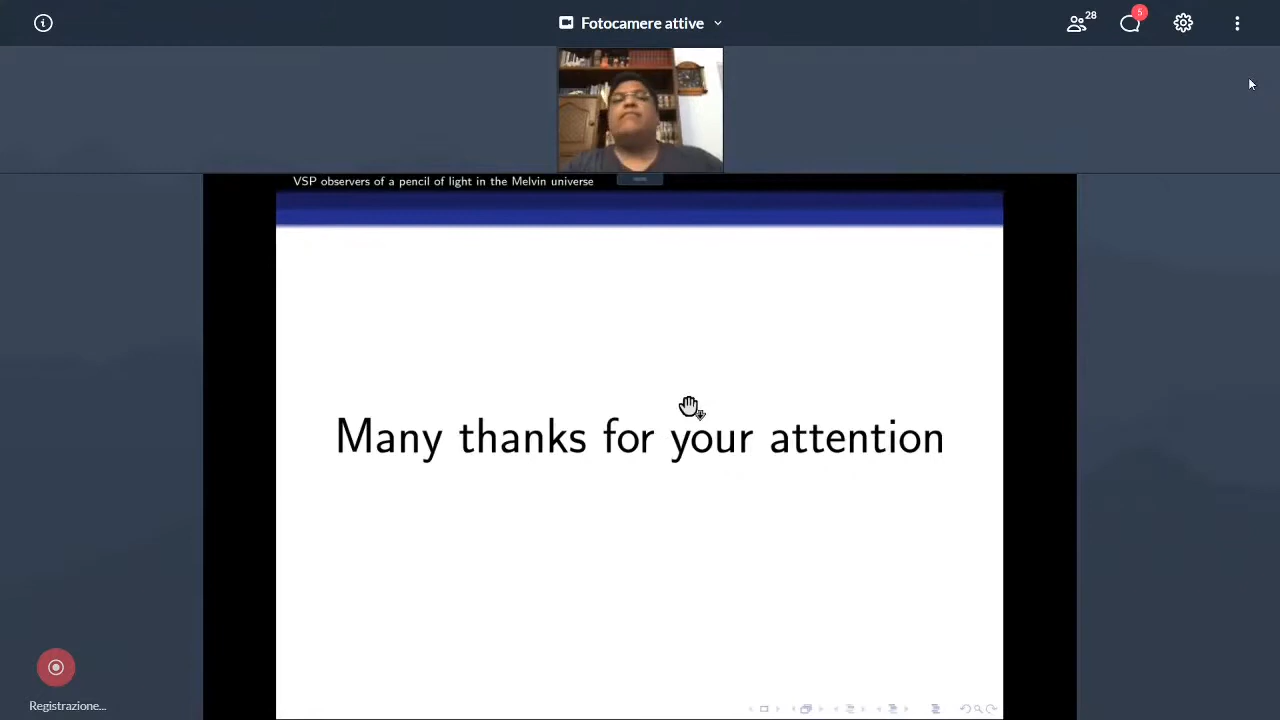 Fotocamere attive
28
5
VSP observers of a pencil of light in the Melvin universe
Many thanks for your attention
Registrazione...